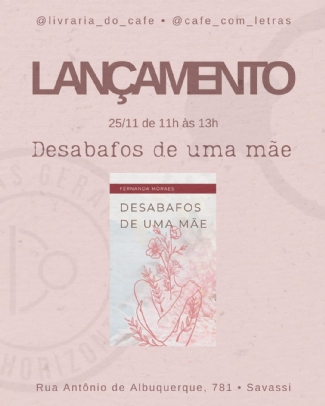 @livraria_do_cafe • @cafe_com_letras
LANÇAMENTO
25/11 de 11h às 13h
Desabafos de uma mãe
FERNANDA MORAES
DESABAFOS
DE UMA MÃE
HORIZON
Rua Antônio de Albuquerque, 781 • Savassi